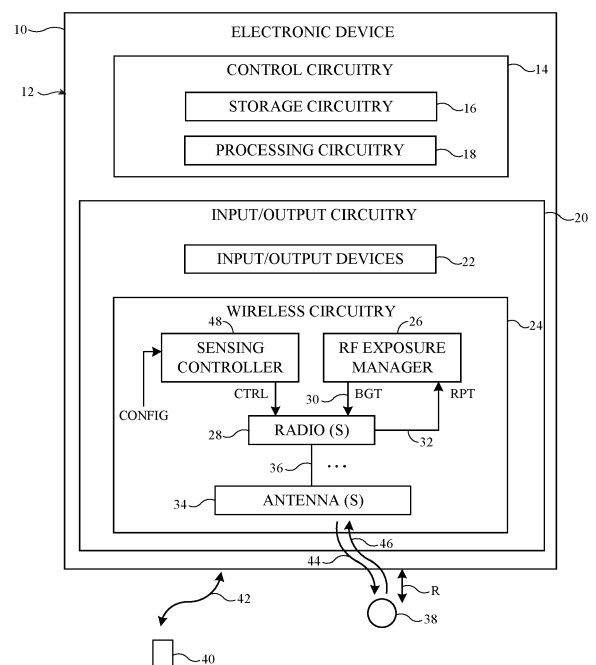 10
ELECTRONIC DEVICE
CONTROL CIRCUITRY
14
12
STORAGE CIRCUITRY
16
PROCESSING CIRCUITRY
18
INPUT/OUTPUT CIRCUITRY
20
INPUT/OUTPUT DEVICES
22
WIRELESS CIRCUITRY
24
48
26
SENSING
CONTROLLER
RF EXPOSURE
MANAGER
CONFIG
CTRL
30
BGT
RPT
28
RADIO (S)
32
36
...
34
ANTENNA (S)
44
46
42
R
38
40